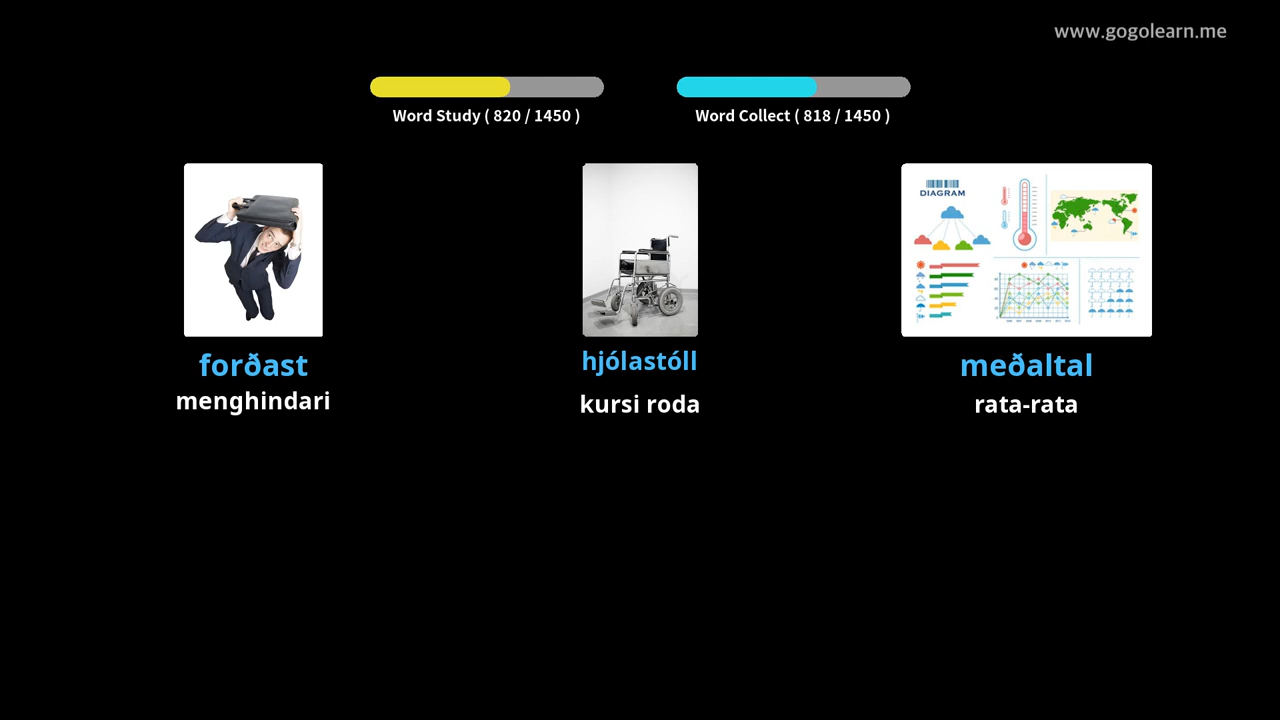 www.gogolearn.me
Word Study ( 820 / 1450 )
Word Collect ( 818 / 1450 )
DIAGRAM
forðast
menghindari
hjólastóll
kursi roda
meðaltal
rata-rata